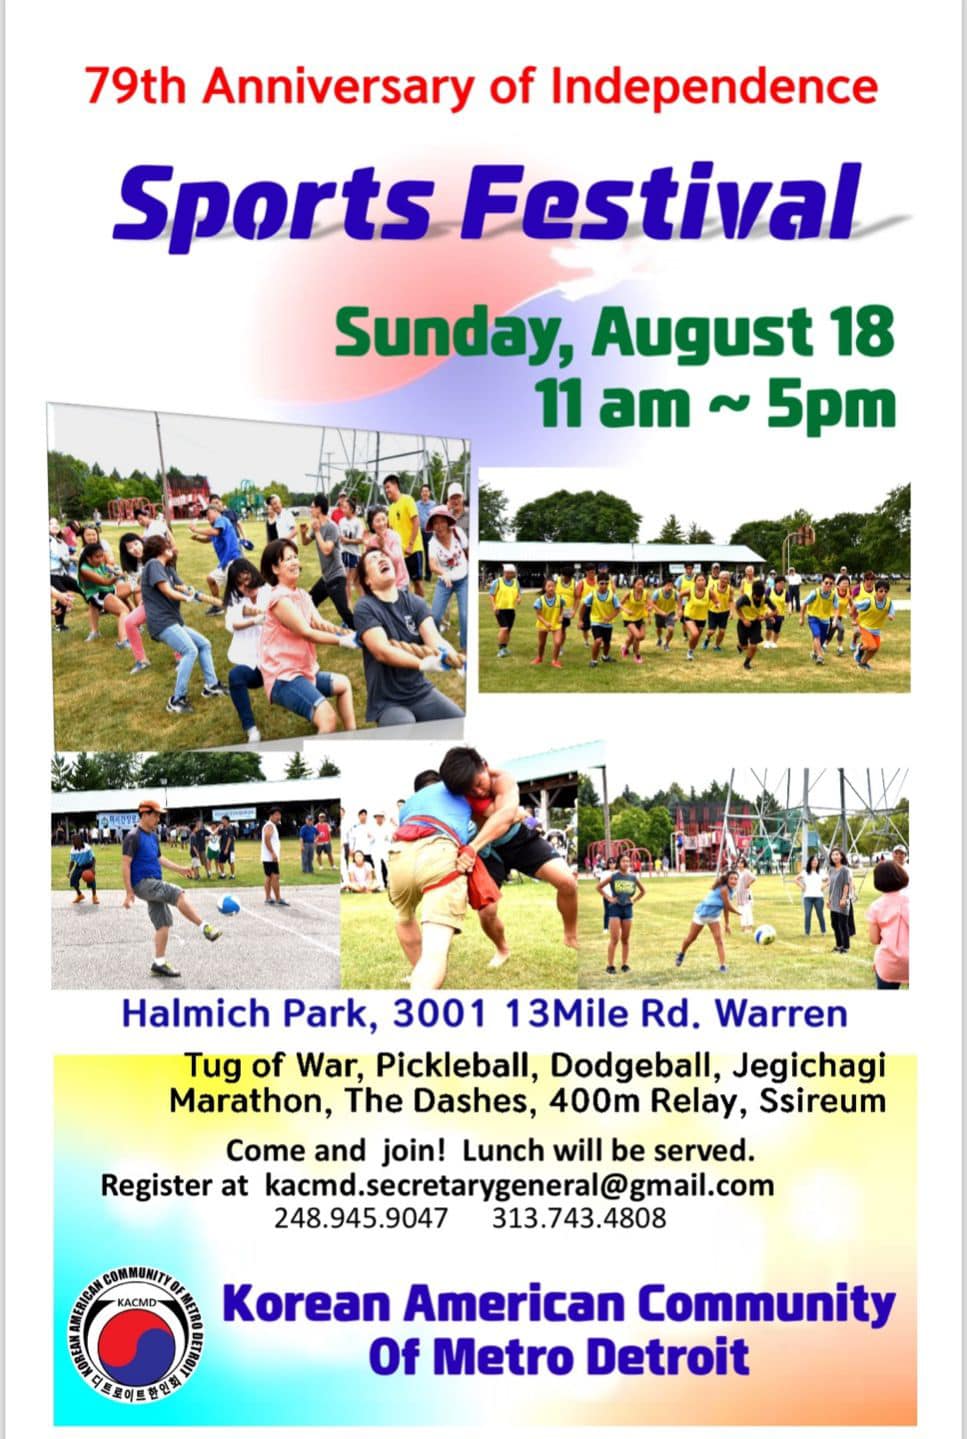 79th Anniversary of Independence
Sports Festival
Sunday, August 18
11 am ~ 5pm
Halmich Park, 3001 13Mile Rd. Warren
Tug of War, Pickleball, Dodgeball, Jegichagi
Marathon, The Dashes, 400m Relay, Ssireum
Come and join! Lunch will be served.
Register at kacmd.secretarygeneral@gmail.com
248.945.9047 313.743.4808
KOREAN AMERICAN COMMUNITY OF METRO DETROIT
KACMD
디트로이트한인회
Korean American Community
Of Metro Detroit